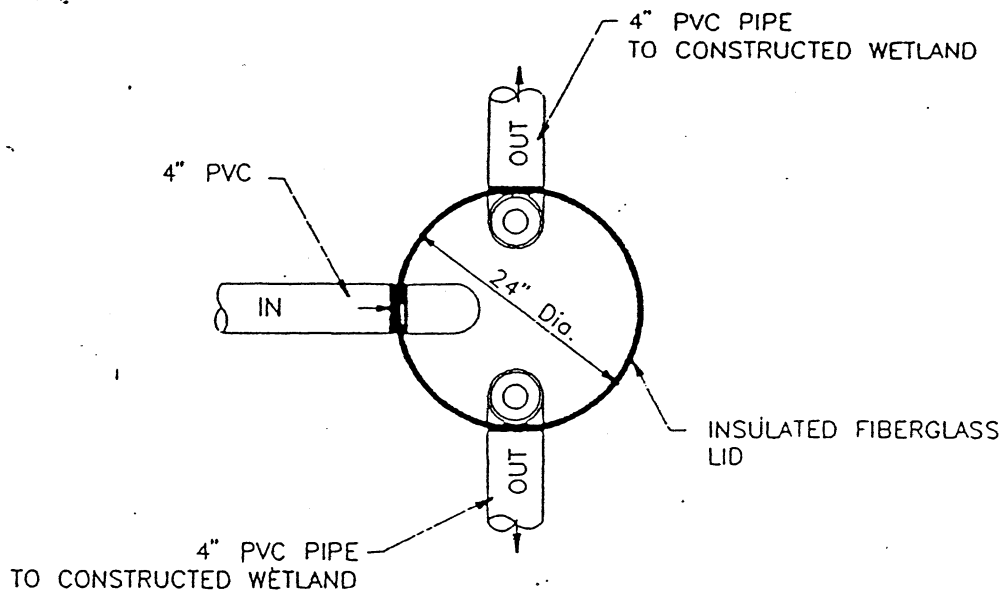 4" PVC PIPE
TO CONSTRUCTED WETLAND
OUT
4" PVC
IN
24" Dia.
INSULATED FIBERGLASS
LID
OUT
4" PVC PIPE
TO CONSTRUCTED WETLAND